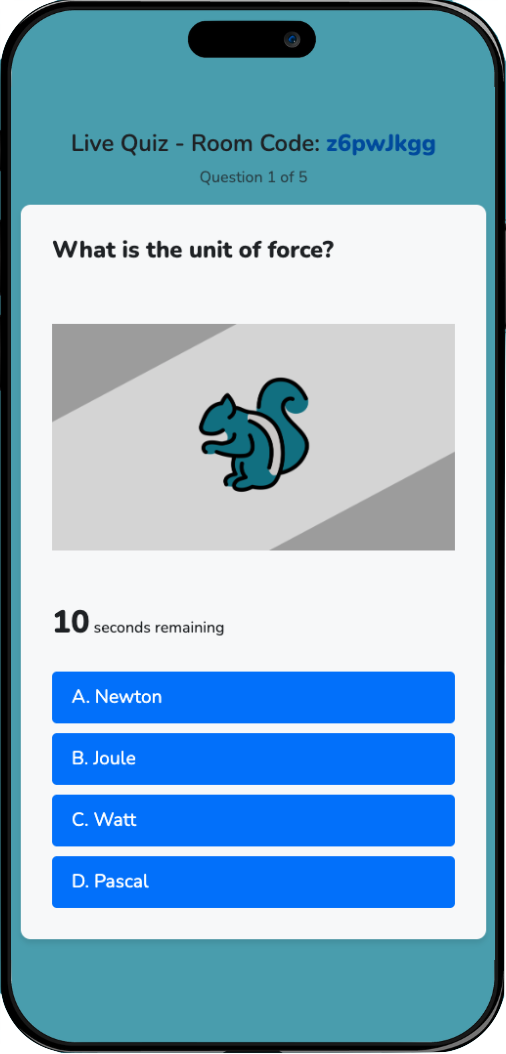 Live Quiz - Room Code: z6pwJkgg
Question 1 of 5
What is the unit of force?
10 seconds remaining
A. Newton
B. Joule
C. Watt
D. Pascal